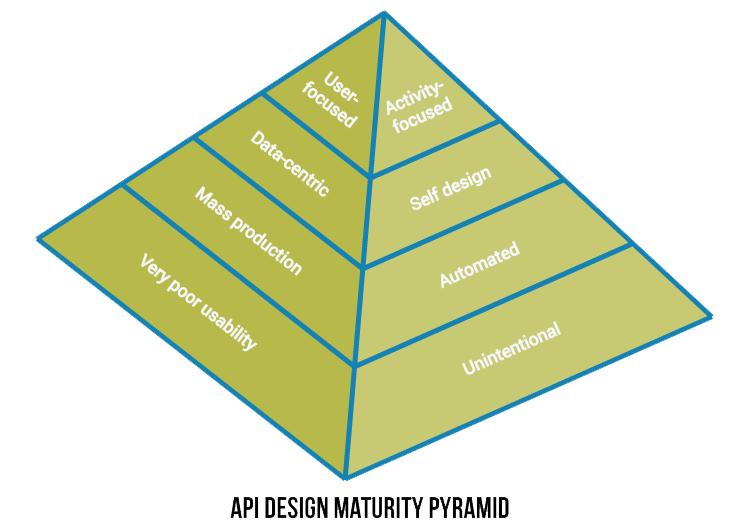 User-
focused
Activity-
focused
Data-centric
Self design
Mass production
Automated
Very poor usability
Unintentional
API DESIGN MATURITY PYRAMID